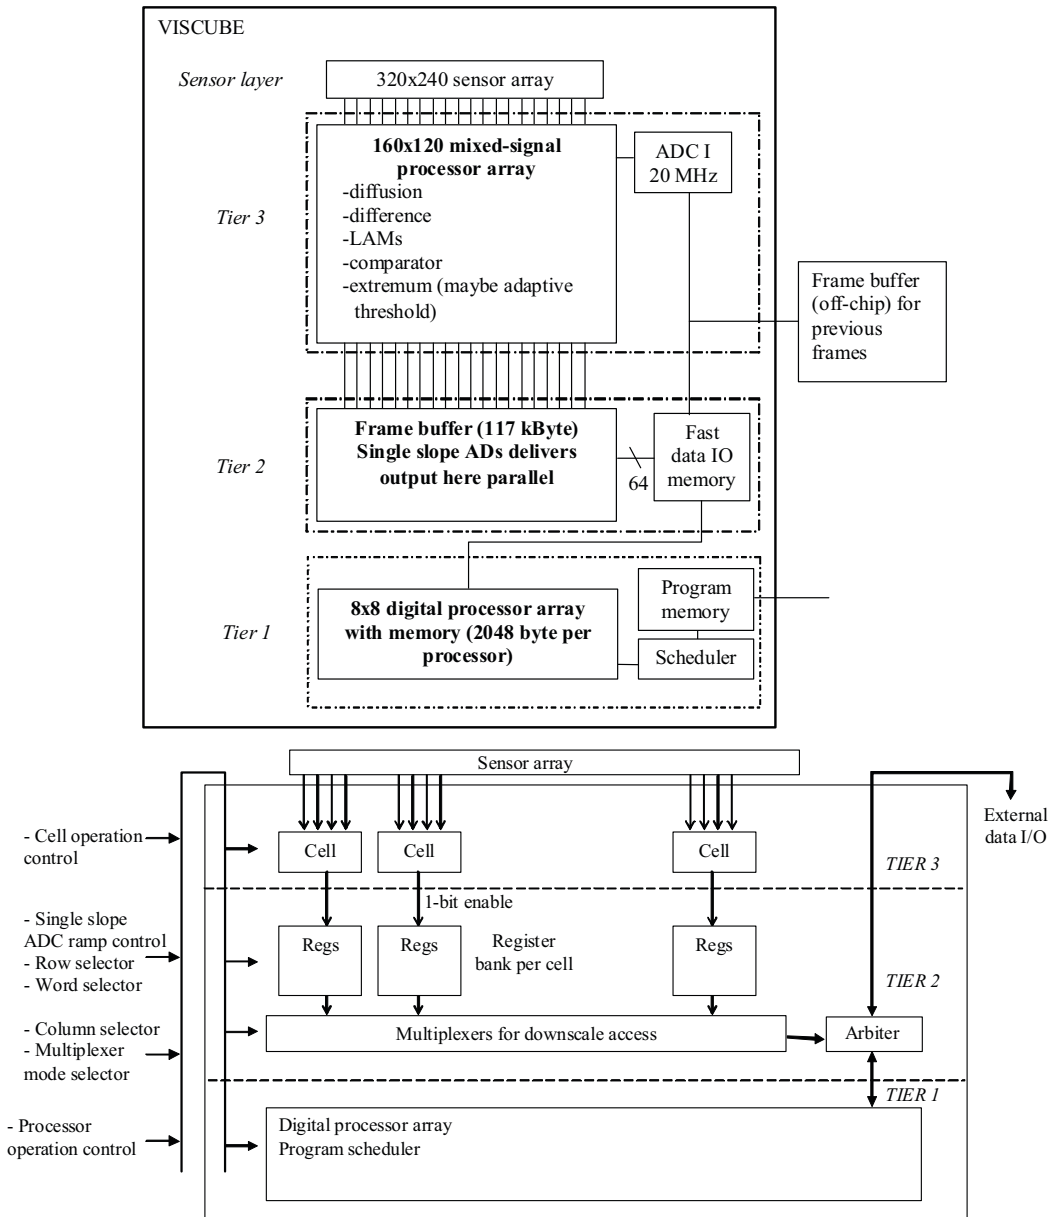 VISCUBE
Sensor layer
320x240 sensor array
160x120 mixed-signal
processor array
-diffusion
-difference
-LAMs
-comparator
-extremum (maybe adaptive
threshold)
ADC I
20 MHz
Tier 3
Frame buffer
(off-chip) for
previous
frames
Frame buffer (117 kByte)
Single slope ADs delivers
output here parallel
64
Fast
data IO
memory
Tier 2
8x8 digital processor array
with memory (2048 byte per
processor)
Program
memory
Scheduler
Tier 1
Sensor array
External
data I/O
- Cell operation
control
Cell
Cell
Cell
TIER 3
1-bit enable
- Single slope
ADC ramp control
- Row selector
- Word selector
Regs
Regs
Register
bank per cell
Regs
TIER 2
- Column selector
- Multiplexer
mode selector
Multiplexers for downscale access
Arbiter
TIER 1
- Processor
operation control
Digital processor array
Program scheduler